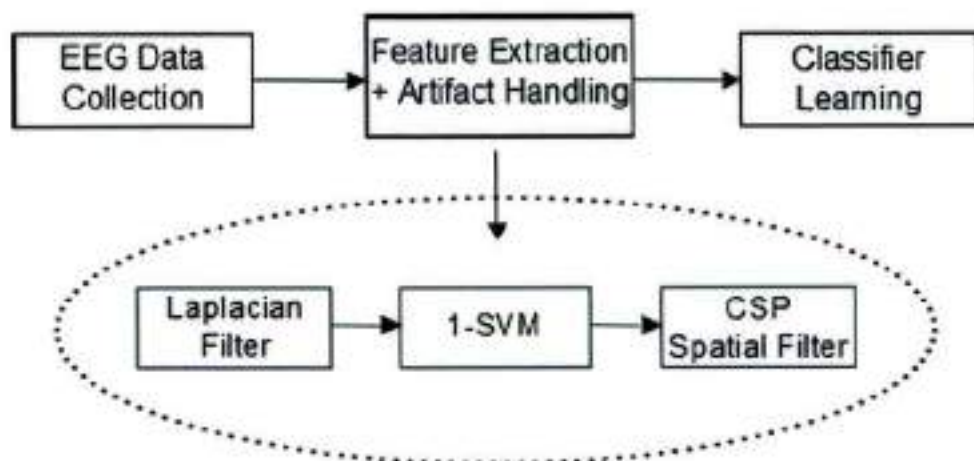 EEG Data
Collection
Feature Extraction
+ Artifact Handling
Classifier
Learning
Laplacian
Filter
1-SVM
CSP
Spatial Filter